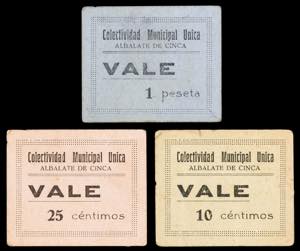 Colectividad Municipal Unica
ALBALATE DE CINCA
VALE
1 peseta
Colectividad Municipal Unica
ALBALATE DE CINCA
VALE
25 céntimos
Colectividad Municipal Unica
ALBALATE DE CINCA
VALE
10 céntimos